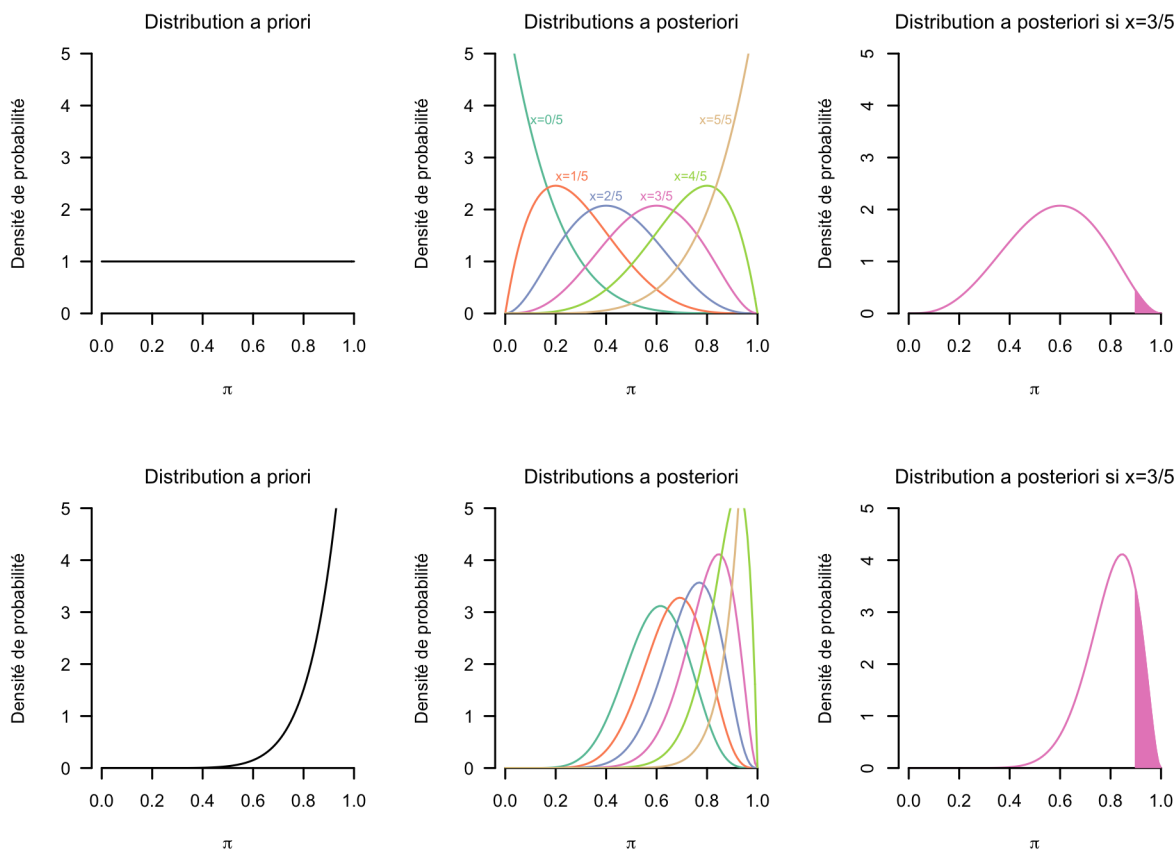 Distribution a priori
Densité de probabilité
5
4
3
2
1
0
0.0 0.2 0.4 0.6 0.8 1.0
π
Distributions a posteriori
Densité de probabilité
5
4
3
2
1
0
x=0/5
x=5/5
x=1/5
x=4/5
x=2/5
x=3/5
0.0 0.2 0.4 0.6 0.8 1.0
π
Distribution a posteriori si x=3/5
Densité de probabilité
5
4
3
2
1
0
0.0 0.2 0.4 0.6 0.8 1.0
π
Distribution a priori
Densité de probabilité
5
4
3
2
1
0
0.0 0.2 0.4 0.6 0.8 1.0
π
Distributions a posteriori
Densité de probabilité
5
4
3
2
1
0
0.0 0.2 0.4 0.6 0.8 1.0
π
Distribution a posteriori si x=3/5
Densité de probabilité
5
4
3
2
1
0
0.0 0.2 0.4 0.6 0.8 1.0
π